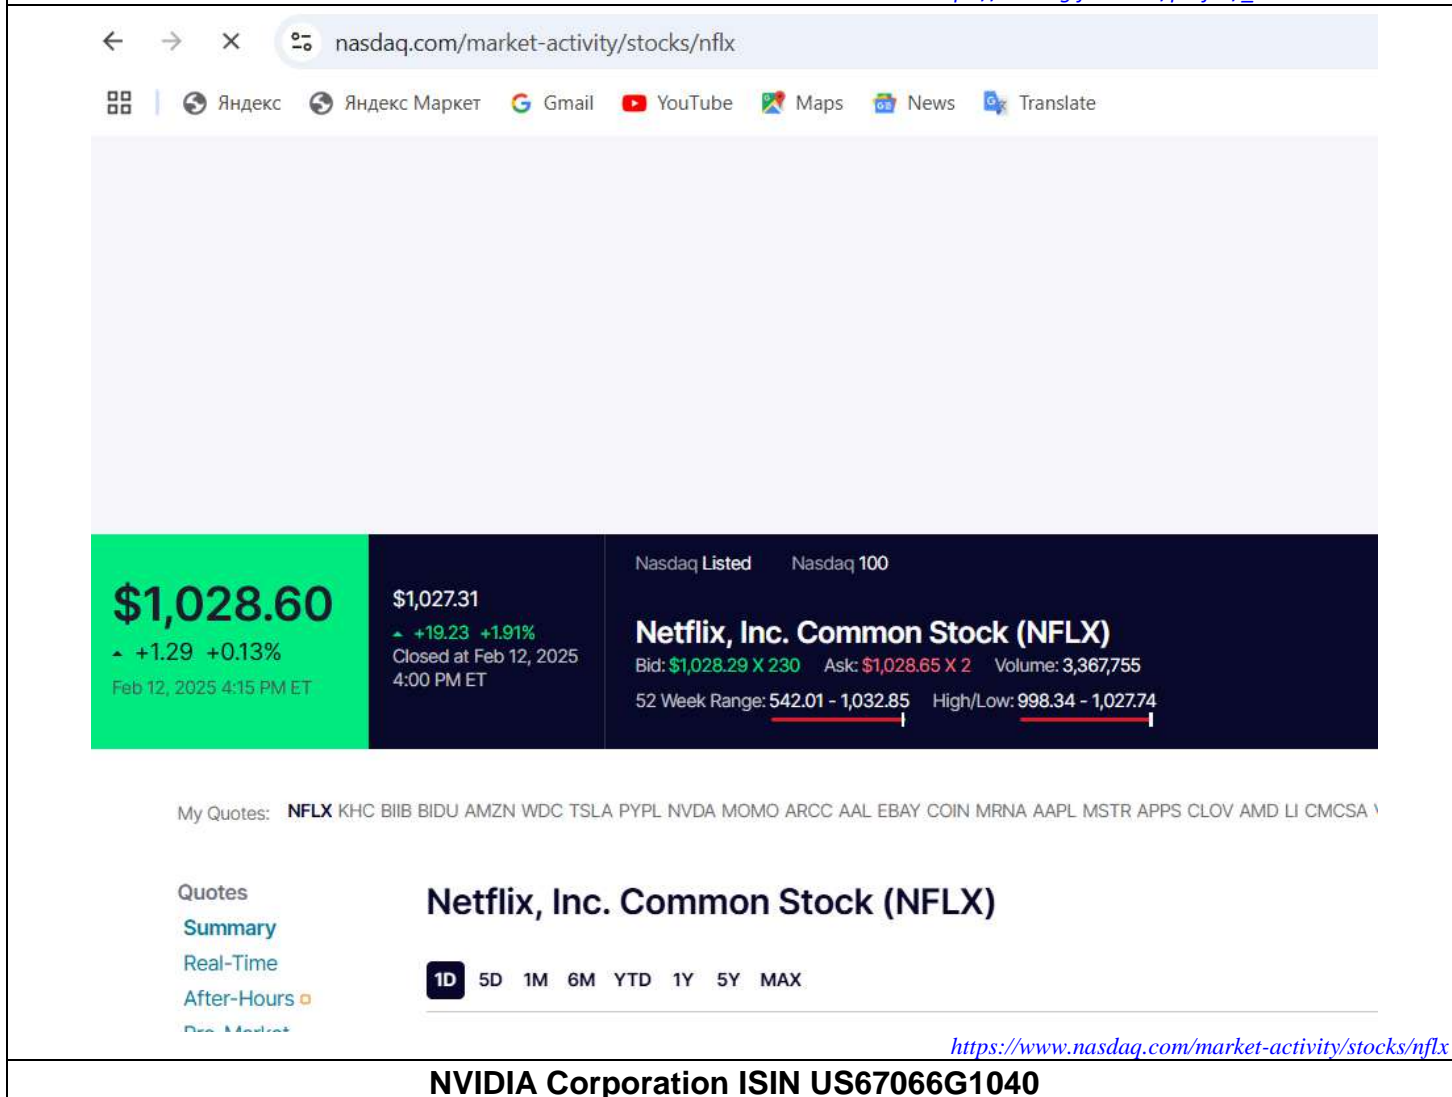 nasdaq.com/market-activity/stocks/nflx
Яндекс Яндекс Маркет Gmail YouTube Maps News Translate
$1,028.60
+1.29 +0.13%
Feb 12, 2025 4:15 PM ET
$1,027.31
+19.23 +1.91%
Closed at Feb 12, 2025
4:00 PM ET
Nasdaq Listed Nasdaq 100
Netflix, Inc. Common Stock (NFLX)
Bid: $1,028.29 X 230 Ask: $1,028.65 X 2 Volume: 3,367,755
52 Week Range: 542.01 - 1,032.85 High/Low: 998.34 - 1,027.74
My Quotes: NFLX KHC BIIB BIDU AMZN WDC TSLA PYPL NVDA MOMO ARCC AAL EBAY COIN MRNA AAPL MSTR APPS CLOV AMD LI CMCSA
Quotes
Summary
Real-Time
After-Hours
Pre-Market
Netflix, Inc. Common Stock (NFLX)
1D 5D 1M 6M YTD 1Y 5Y MAX
https://www.nasdaq.com/market-activity/stocks/nflx
NVIDIA Corporation ISIN US67066G1040